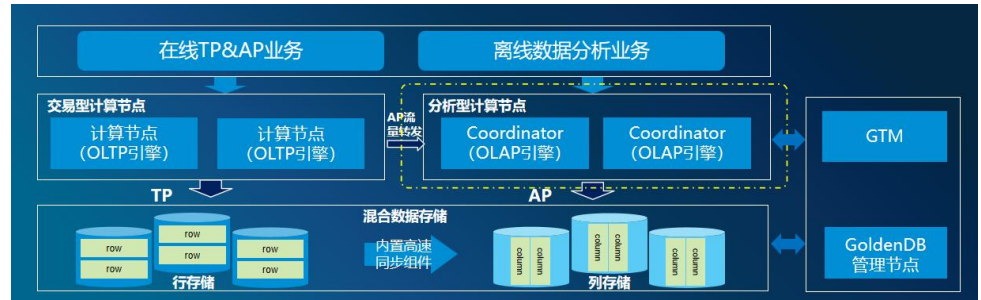 在线TP&AP业务
离线数据分析业务
交易型计算节点
计算节点
(OLTP引擎)
计算节点
(OLTP引擎)
AP流
量转发
分析型计算节点
Coordinator
(OLAP引擎)
Coordinator
(OLAP引擎)
GTM
TP
AP
混合数据存储
row
row
row
row
row
row
行存储
内置高速
同步组件
column
column
column
column
column
column
列存储
GoldenDB
管理节点